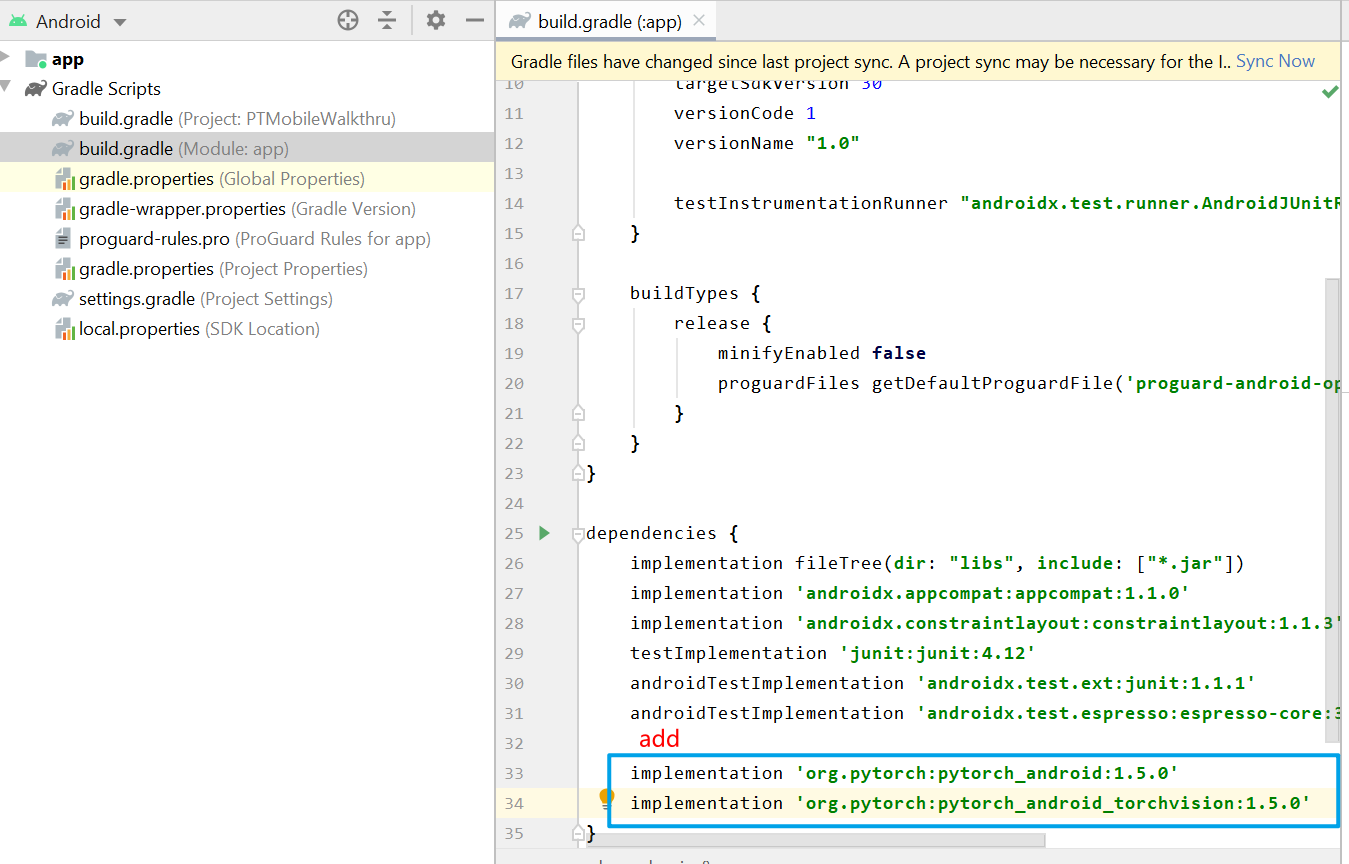 Android
build.gradle (:app)
Gradle files have changed since last project sync. A project sync may be necessary for the I.. Sync Now
app
Gradle Scripts
build.gradle (Project: PTMobileWalkthru)
build.gradle (Module: app)
gradle.properties (Global Properties)
gradle-wrapper.properties (Gradle Version)
proguard-rules.pro (ProGuard Rules for app)
gradle.properties (Project Properties)
settings.gradle (Project Settings)
local.properties (SDK Location)
10 targetSdkVersion 30
11 versionCode 1
12 versionName "1.0"
13
14 testInstrumentationRunner "androidx.test.runner.AndroidJUnitR
15 }
16
17 buildTypes {
18 release {
19 minifyEnabled false
20 proguardFiles getDefaultProguardFile('proguard-android-op
21 }
22 }
23 }
24
25 dependencies {
26 implementation fileTree(dir: "libs", include: ["*.jar"])
27 implementation 'androidx.appcompat:appcompat:1.1.0'
28 implementation 'androidx.constraintlayout:constraintlayout:1.1.3'
29 testImplementation 'junit:junit:4.12'
30 androidTestImplementation 'androidx.test.ext:junit:1.1.1'
31 androidTestImplementation 'androidx.test.espresso:espresso-core:3
32 add
33 implementation 'org.pytorch:pytorch_android:1.5.0'
34 implementation 'org.pytorch:pytorch_android_torchvision:1.5.0'
35 }